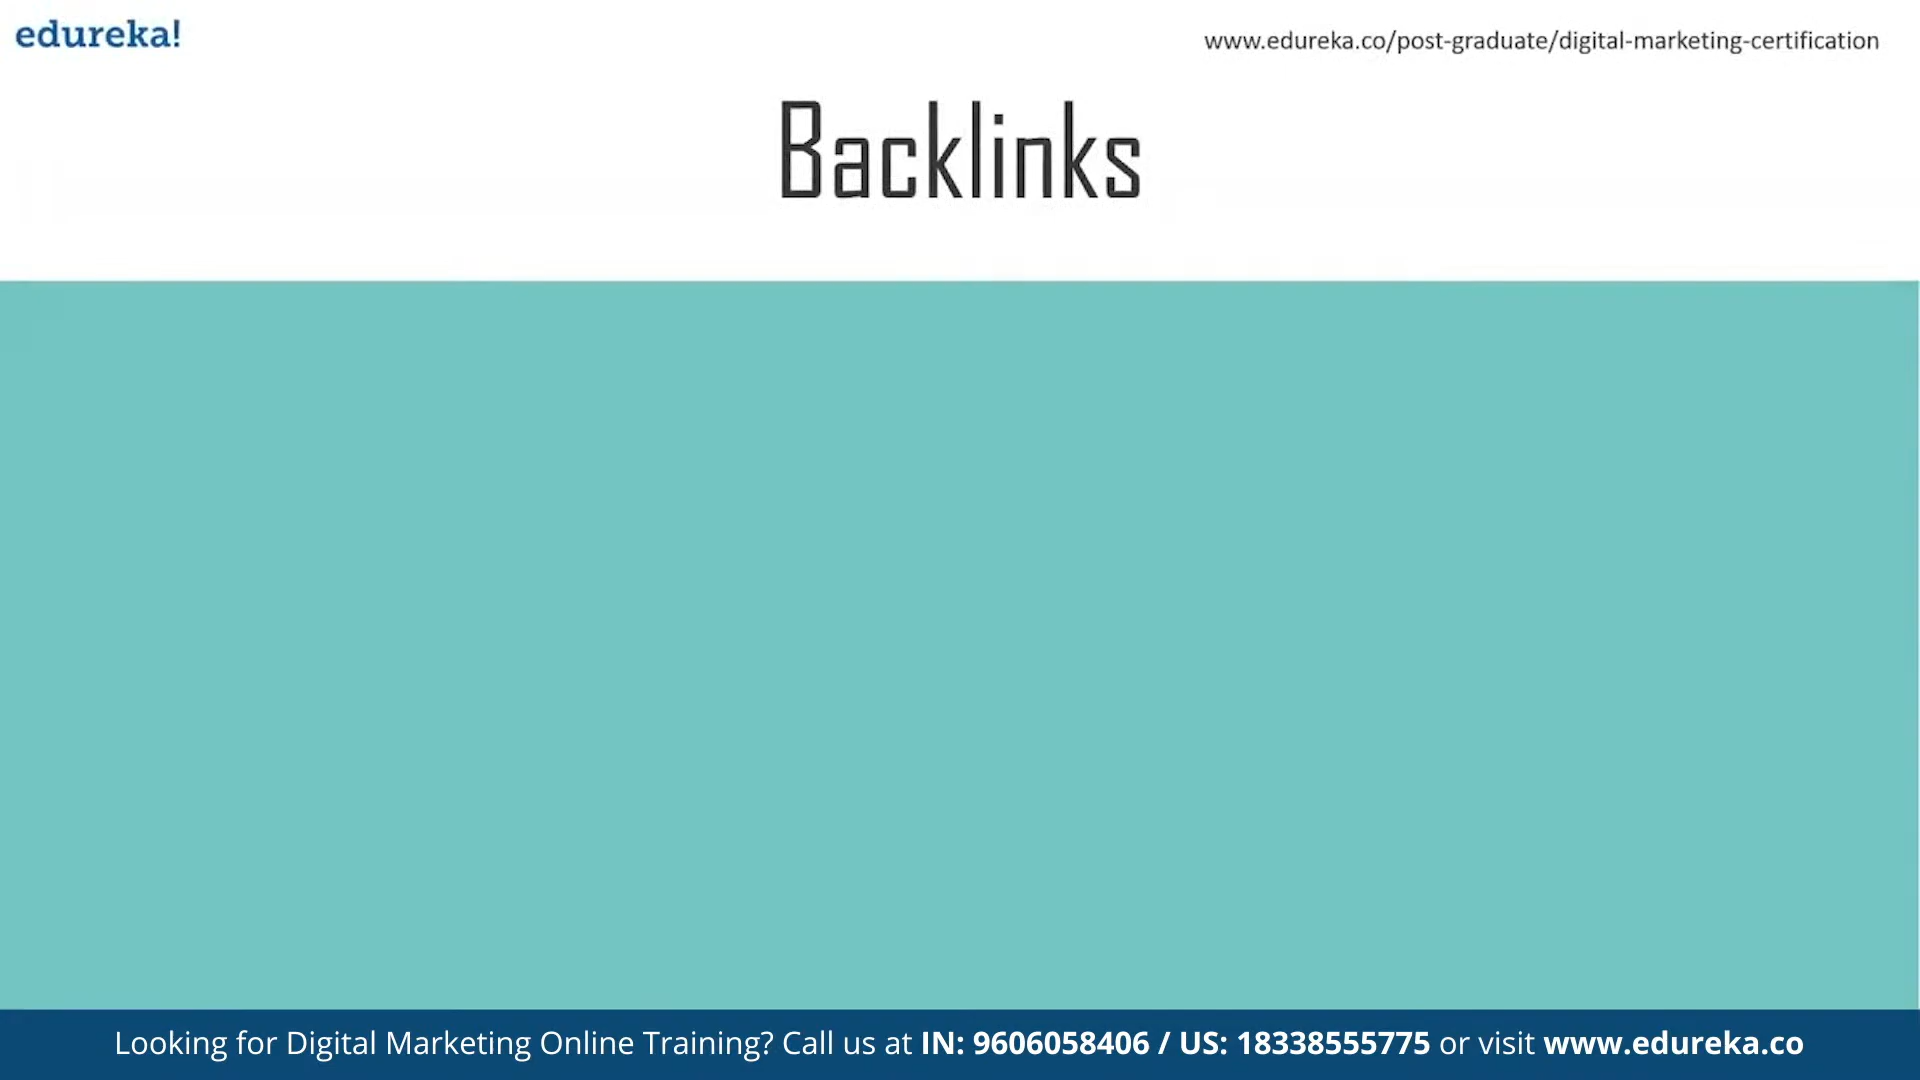 edureka!
www.edureka.co/post-graduate/digital-marketing-certification
Backlinks
Looking for Digital Marketing Online Training? Call us at IN: 9606058406 / US: 18338555775 or visit www.edureka.co